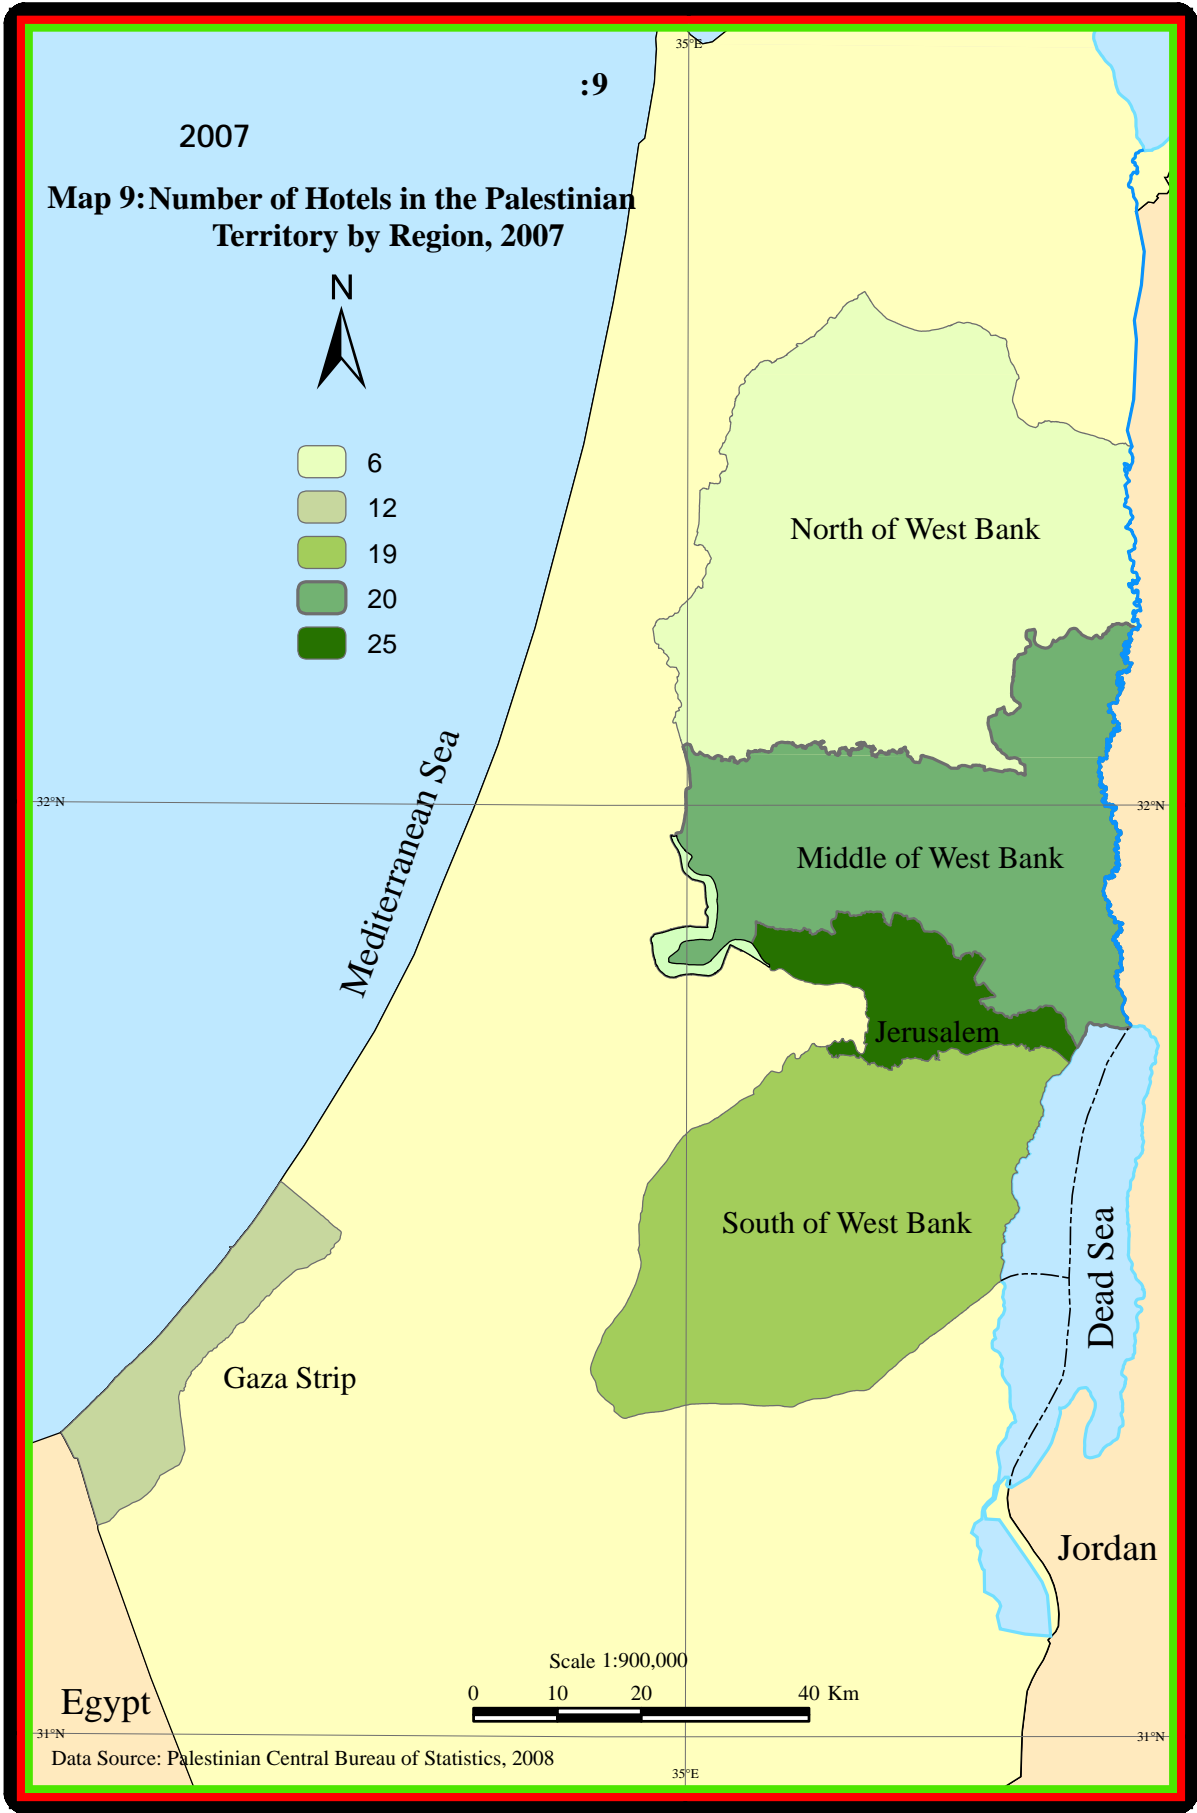 35°E
:9
2007
Map 9: Number of Hotels in the Palestinian
Territory by Region, 2007
N
6
12
19
20
25
North of West Bank
Mediterranean Sea
32°N
32°N
Middle of West Bank
Jerusalem
South of West Bank
Dead Sea
Gaza Strip
Jordan
Scale 1:900,000
0 10 20 40 Km
Egypt
31°N
31°N
Data Source: Palestinian Central Bureau of Statistics, 2008
35°E